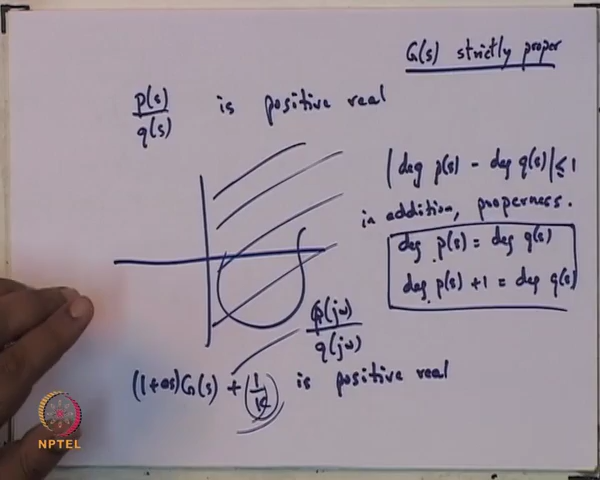 G(s) strictly proper
p(s)/q(s) is positive real
|deg p(s) - deg q(s)| ≤ 1
in addition, properness.
deg p(s) = deg q(s)
deg p(s) + 1 = deg q(s)
p(jω)/q(jω)
(1+αs)G(s) + 1/k is positive real
NPTEL